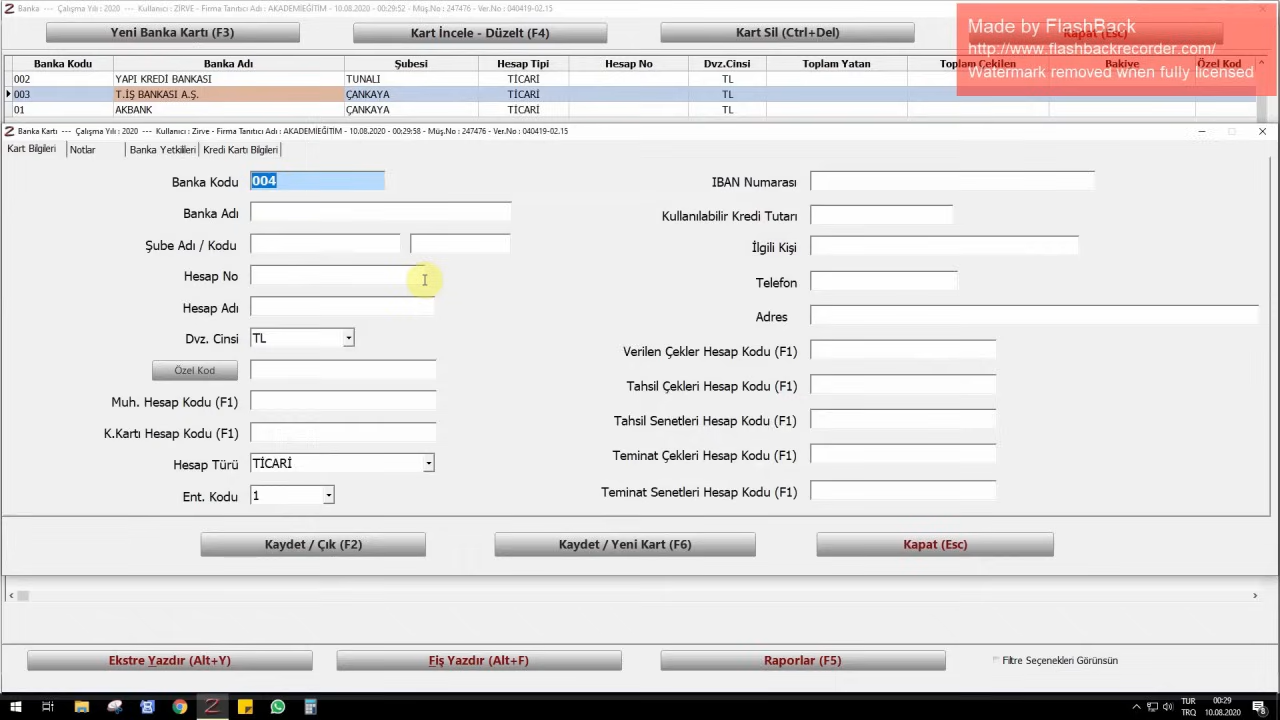 Banka --- Çalışma Yılı : 2020 --- Kullanıcı : ZİRVE - Firma Tanıtıcı Adı : AKADEMİEĞİTİM - 10.08.2020 - 00:29:52 - Müş.No : 247476 - Ver.No : 040419-02.15
Yeni Banka Kartı (F3) Kart İncele - Düzelt (F4) Kart Sil (Ctrl+Del) Kapat (Esc)
Made by FlashBack
http://www.flashbackrecorder.com/
Watermark removed when fully licensed
Banka Kodu Banka Adı Şubesi Hesap Tipi Hesap No Dvz.Cinsi Toplam Yatan Toplam Çekilen Bakiye Özel Kod
002 YAPI KREDİ BANKASI TUNALI TİCARİ TL
003 T.İŞ BANKASI A.Ş. ÇANKAYA TİCARİ TL
01 AKBANK ÇANKAYA TİCARİ TL
Banka Kartı --- Çalışma Yılı : 2020 --- Kullanıcı : Zirve - Firma Tanıtıcı Adı : AKADEMİEĞİTİM - 10.08.2020 - 00:29:58 - Müş.No : 247476 - Ver.No : 040419-02.15
Kart Bilgileri Notlar Banka Yetkilileri Kredi Kartı Bilgileri
Banka Kodu 004 IBAN Numarası
Banka Adı Kullanılabilir Kredi Tutarı
Şube Adı / Kodu İlgili Kişi
Hesap No Telefon
Hesap Adı Adres
Dvz. Cinsi TL Verilen Çekler Hesap Kodu (F1)
Özel Kod Tahsil Çekleri Hesap Kodu (F1)
Muh. Hesap Kodu (F1) Tahsil Senetleri Hesap Kodu (F1)
K.Kartı Hesap Kodu (F1) Teminat Çekleri Hesap Kodu (F1)
Hesap Türü TİCARİ Teminat Senetleri Hesap Kodu (F1)
Ent. Kodu 1
Kaydet / Çık (F2) Kaydet / Yeni Kart (F6) Kapat (Esc)
Ekstre Yazdır (Alt+Y) Fiş Yazdır (Alt+F) Raporlar (F5) Filtre Seçenekleri Görünsün
TUR 00:29
TRQ 10.08.2020 8